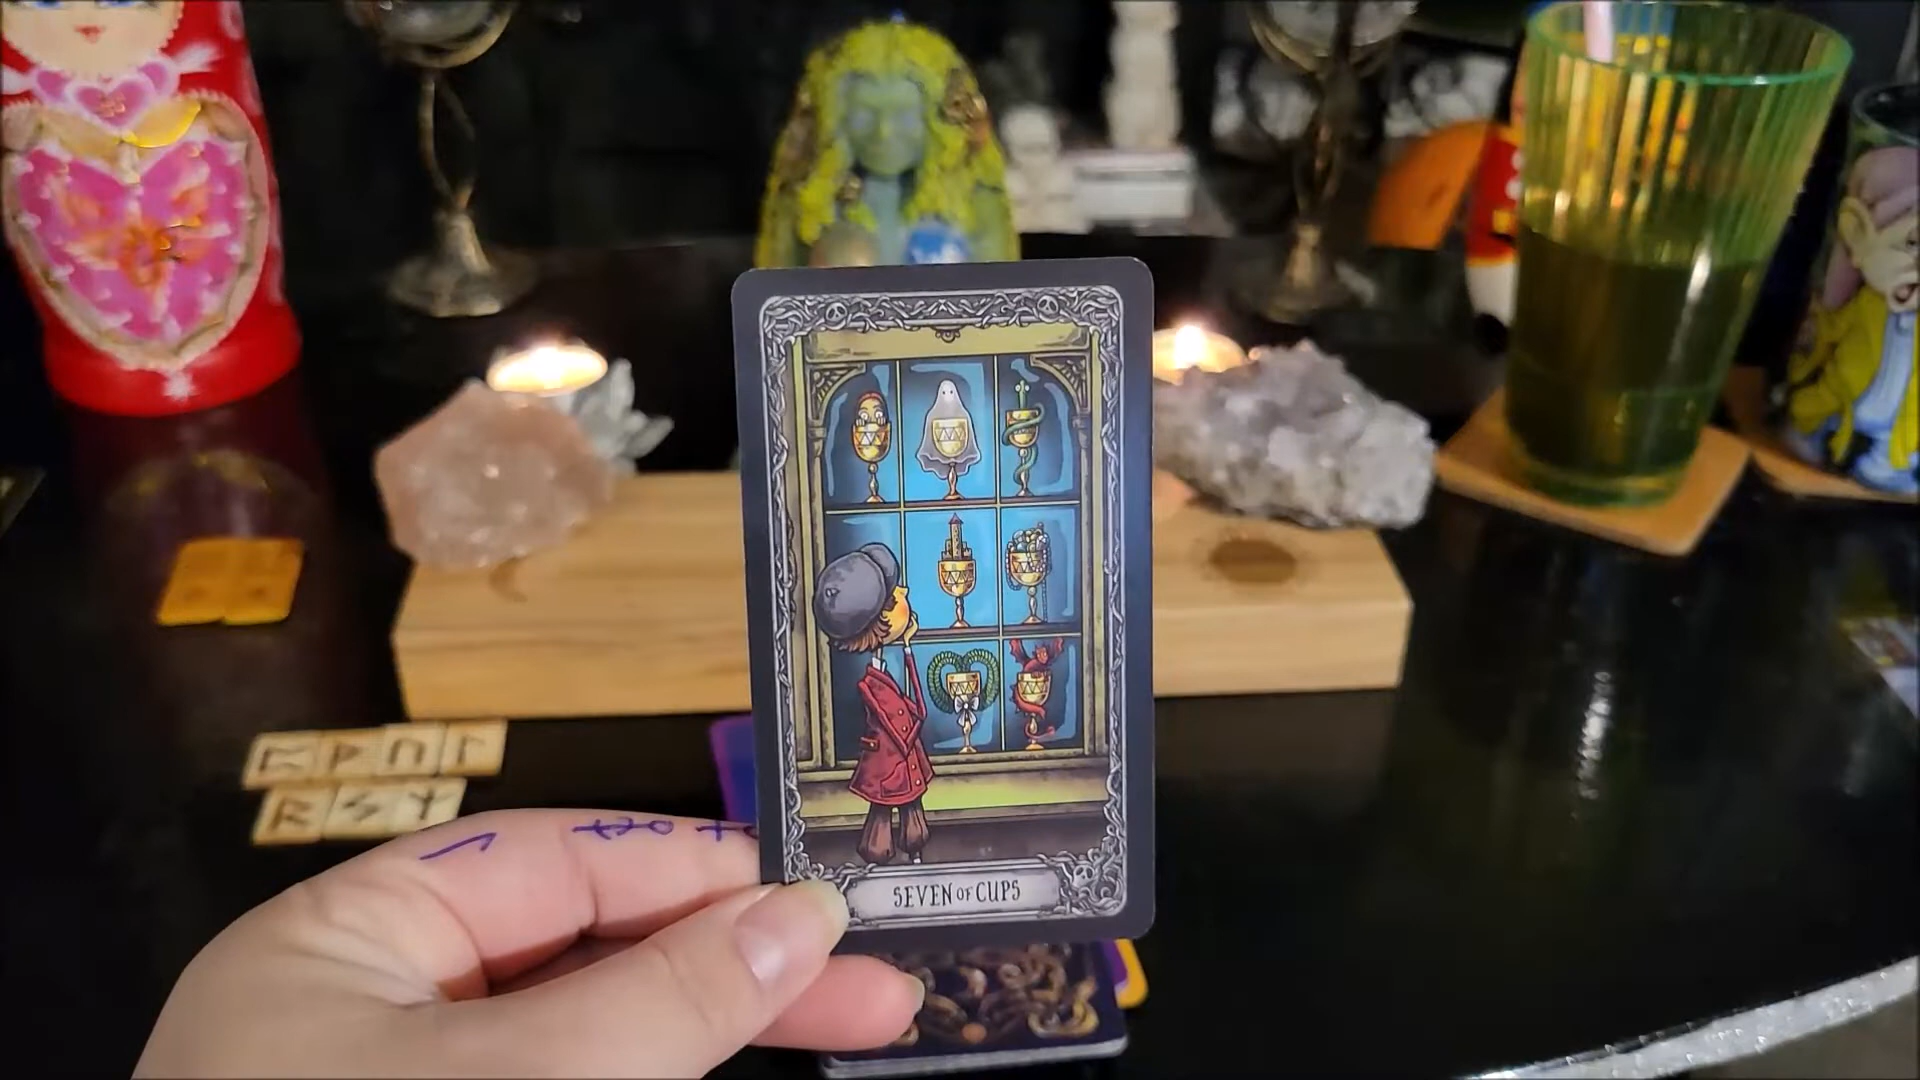 SEVEN OF CUPS
ᛈ ᚹ ᚢ ᛚ
ᚱ ᛃ ᛉ